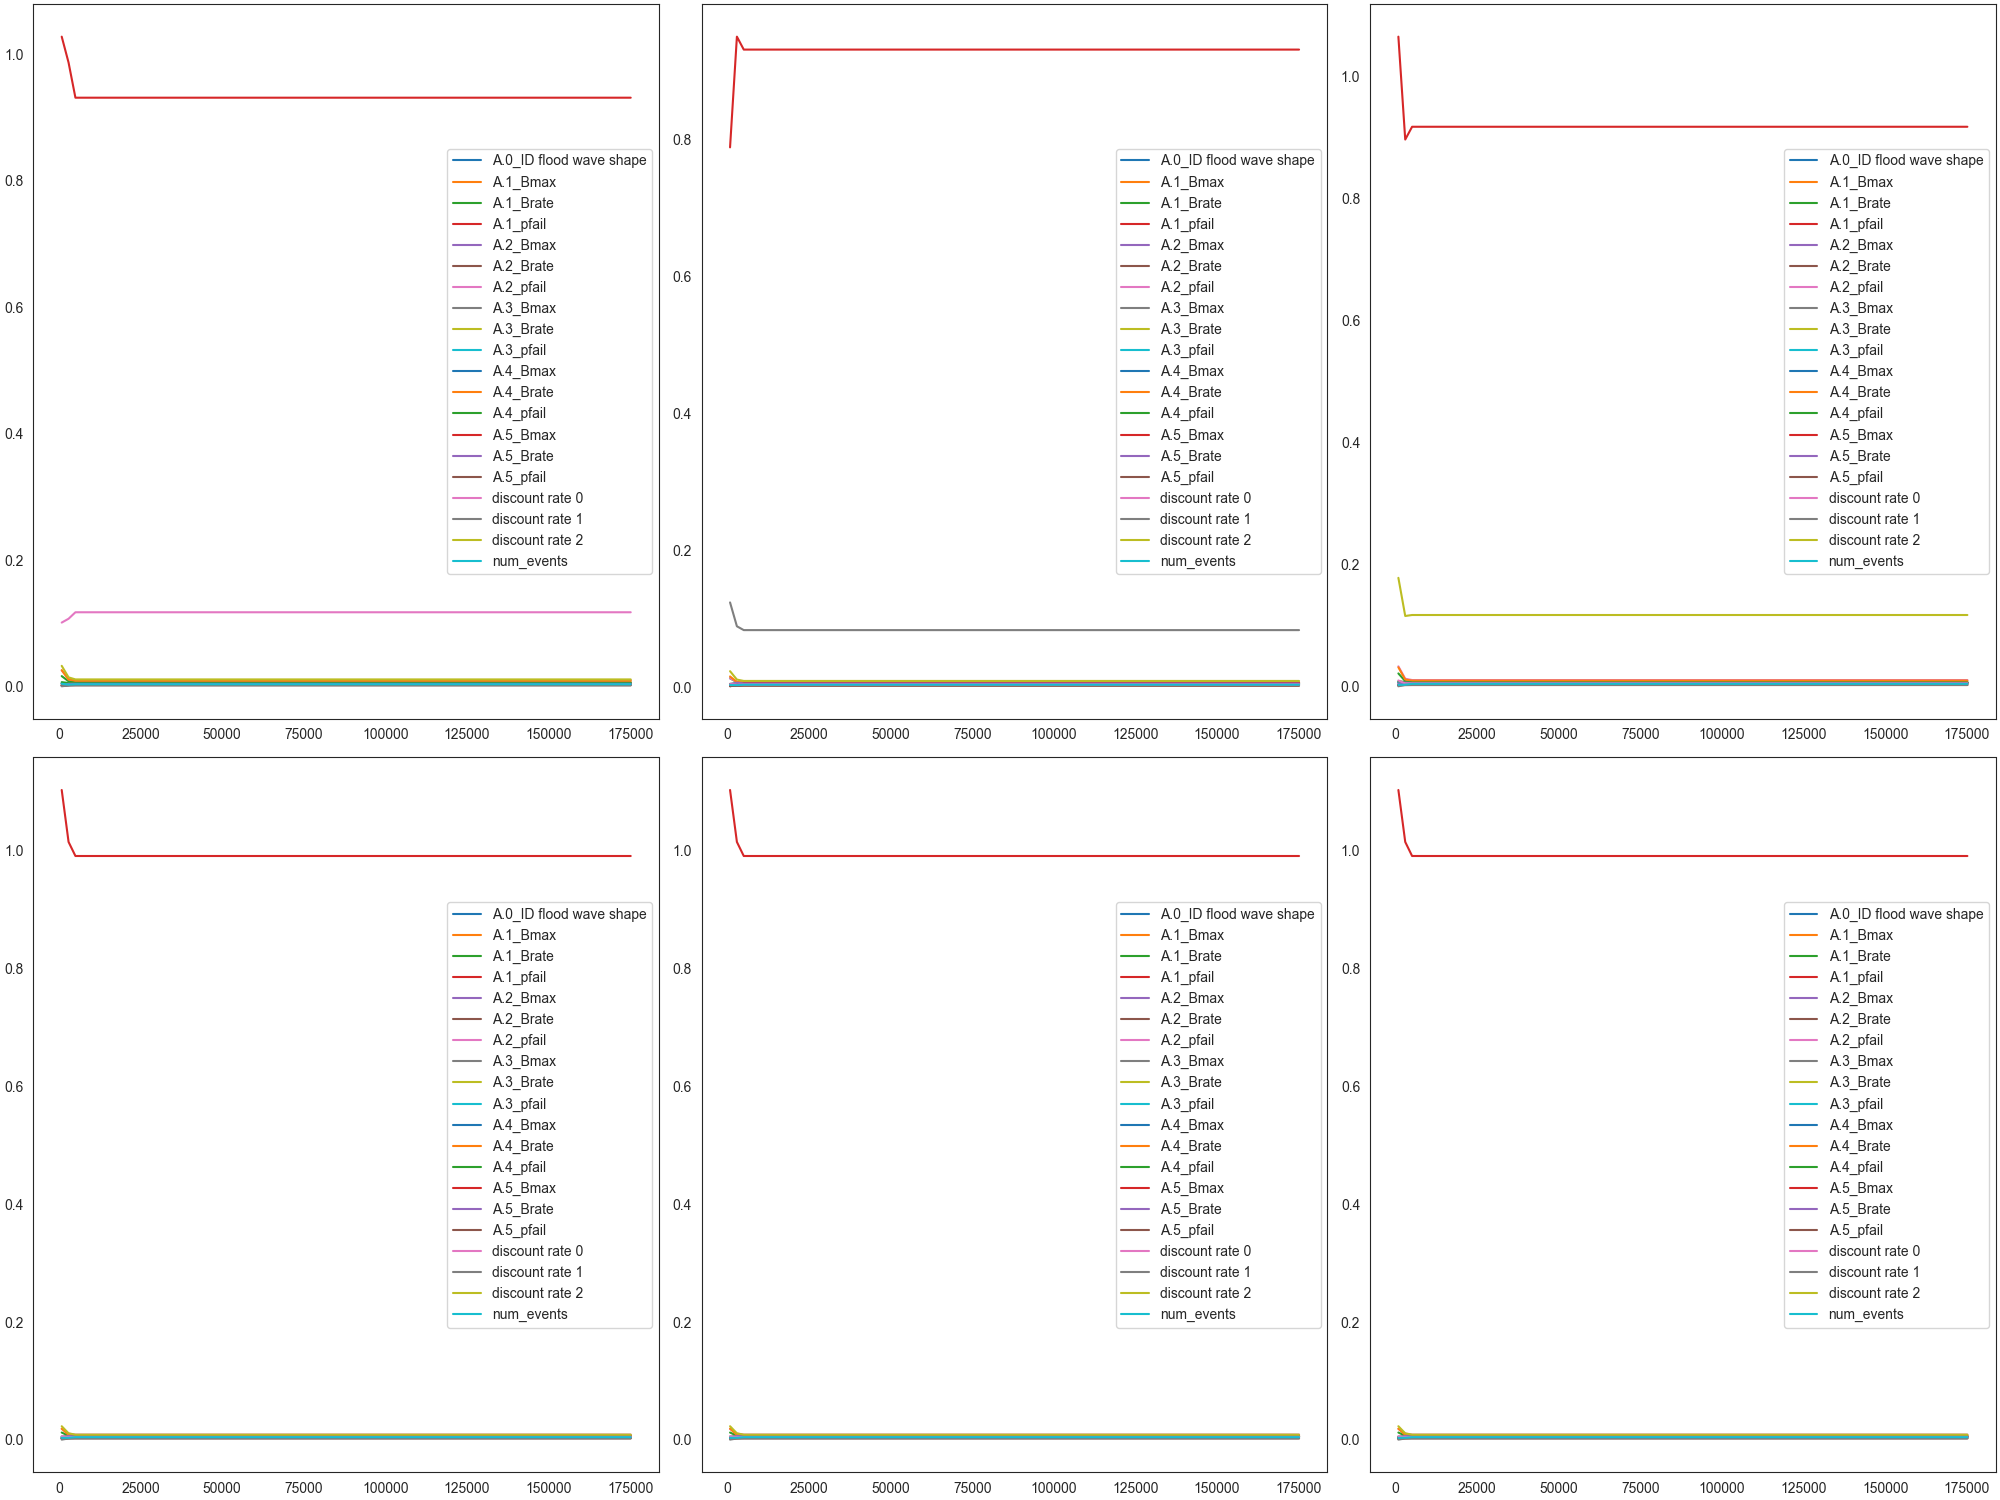 1.0
0.8
0.6
0.4
0.2
0.0
0
25000
50000
75000
100000
125000
150000
175000
A.0_ID flood wave shape
A.1_Bmax
A.1_Brate
A.1_pfail
A.2_Bmax
A.2_Brate
A.2_pfail
A.3_Bmax
A.3_Brate
A.3_pfail
A.4_Bmax
A.4_Brate
A.4_pfail
A.5_Bmax
A.5_Brate
A.5_pfail
discount rate 0
discount rate 1
discount rate 2
num_events
0.8
0.6
0.4
0.2
0.0
0
25000
50000
75000
100000
125000
150000
175000
A.0_ID flood wave shape
A.1_Bmax
A.1_Brate
A.1_pfail
A.2_Bmax
A.2_Brate
A.2_pfail
A.3_Bmax
A.3_Brate
A.3_pfail
A.4_Bmax
A.4_Brate
A.4_pfail
A.5_Bmax
A.5_Brate
A.5_pfail
discount rate 0
discount rate 1
discount rate 2
num_events
1.0
0.8
0.6
0.4
0.2
0.0
0
25000
50000
75000
100000
125000
150000
175000
A.0_ID flood wave shape
A.1_Bmax
A.1_Brate
A.1_pfail
A.2_Bmax
A.2_Brate
A.2_pfail
A.3_Bmax
A.3_Brate
A.3_pfail
A.4_Bmax
A.4_Brate
A.4_pfail
A.5_Bmax
A.5_Brate
A.5_pfail
discount rate 0
discount rate 1
discount rate 2
num_events
1.0
0.8
0.6
0.4
0.2
0.0
0
25000
50000
75000
100000
125000
150000
175000
A.0_ID flood wave shape
A.1_Bmax
A.1_Brate
A.1_pfail
A.2_Bmax
A.2_Brate
A.2_pfail
A.3_Bmax
A.3_Brate
A.3_pfail
A.4_Bmax
A.4_Brate
A.4_pfail
A.5_Bmax
A.5_Brate
A.5_pfail
discount rate 0
discount rate 1
discount rate 2
num_events
1.0
0.8
0.6
0.4
0.2
0.0
0
25000
50000
75000
100000
125000
150000
175000
A.0_ID flood wave shape
A.1_Bmax
A.1_Brate
A.1_pfail
A.2_Bmax
A.2_Brate
A.2_pfail
A.3_Bmax
A.3_Brate
A.3_pfail
A.4_Bmax
A.4_Brate
A.4_pfail
A.5_Bmax
A.5_Brate
A.5_pfail
discount rate 0
discount rate 1
discount rate 2
num_events
1.0
0.8
0.6
0.4
0.2
0.0
0
25000
50000
75000
100000
125000
150000
175000
A.0_ID flood wave shape
A.1_Bmax
A.1_Brate
A.1_pfail
A.2_Bmax
A.2_Brate
A.2_pfail
A.3_Bmax
A.3_Brate
A.3_pfail
A.4_Bmax
A.4_Brate
A.4_pfail
A.5_Bmax
A.5_Brate
A.5_pfail
discount rate 0
discount rate 1
discount rate 2
num_events